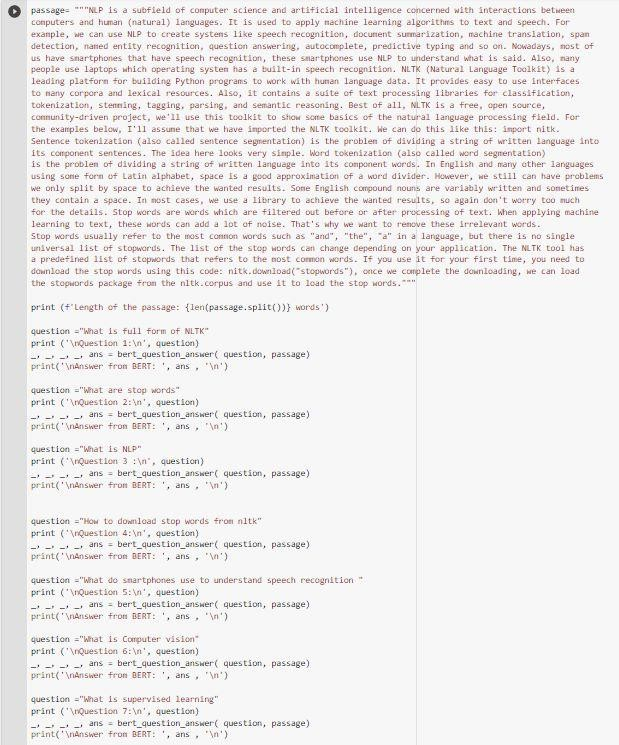 passage= """NLP is a subfield of computer science and artificial intelligence concerned with interactions between
computers and human (natural) languages. It is used to apply machine learning algorithms to text and speech. For
example, we can use NLP to create systems like speech recognition, document summarization, machine translation, spam
detection, named entity recognition, question answering, autocomplete, predictive typing and so on. Nowadays, most of
us have smartphones that have speech recognition, these smartphones use NLP to understand what is said. Also, many
people use laptops which operating system has a built-in speech recognition. NLTK (Natural Language Toolkit) is a
leading platform for building Python programs to work with human language data. It provides easy to use interfaces
to many corpora and lexical resources. Also, it contains a suite of text processing libraries for classification,
tokenization, stemming, tagging, parsing, and semantic reasoning. Best of all, NLTK is a free, open source,
community-driven project, we'll use this toolkit to show some basics of the natural language processing field. For
the examples below, I'll assume that we have imported the NLTK toolkit. We can do this like this: import nitk.
Sentence tokenization (also called sentence segmentation) is the problem of dividing a string of written language into
its component sentences. The idea here looks very simple. Word tokenization (also called word segmentation)
is the problem of dividing a string of written language into its component words. In English and many other languages
using some form of Latin alphabet, space is a good approximation of a word divider. However, we still can have problems
we only split by space to achieve the wanted results. Some English compound nouns are variably written and sometimes
they contain a space. In most cases, we use a library to achieve the wanted results, so again don't worry too much
for the details. Stop words are words which are filtered out before or after processing of text. When applying machine
learning to text, these words can add a lot of noise. That's why we want to remove these irrelevant words.
Stop words usually refer to the most common words such as "and", "the", "a" in a language, but there is no single
universal list of stopwords. The list of the stop words can change depending on your application. The NLTK tool has
a predefined list of stopwords that refers to the most common words. If you use it for your first time, you need to
download the stop words using this code: nitk.download("stopwords"), once we complete the downloading, we can load
the stopwords package from the nltk.corpus and use it to load the stop words."""
print (f'Length of the passage: {len(passage.split())} words')
question ="What is full form of NLTK"
print ('\nQuestion 1:\n', question)
_, _, _, _, ans = bert_question_answer( question, passage)
print('\nAnswer from BERT: ', ans , '\n')
question ="What are stop words"
print ('\nQuestion 2:\n', question)
_, _, _, _, ans = bert_question_answer( question, passage)
print('\nAnswer from BERT: ', ans , '\n')
question ="What is NLP"
print ('\nQuestion 3 :\n', question)
_, _, _, _, ans = bert_question_answer( question, passage)
print('\nAnswer from BERT: ', ans , '\n')
question ="How to download stop words from nltk"
print ('\nQuestion 4:\n', question)
_, _, _, _, ans = bert_question_answer( question, passage)
print('\nAnswer from BERT: ', ans , '\n')
question ="What do smartphones use to understand speech recognition "
print ('\nQuestion 5:\n', question)
_, _, _, _, ans = bert_question_answer( question, passage)
print('\nAnswer from BERT: ', ans , '\n')
question ="What is Computer vision"
print ('\nQuestion 6:\n', question)
_, _, _, _, ans = bert_question_answer( question, passage)
print('\nAnswer from BERT: ', ans , '\n')
question ="What is supervised learning"
print ('\nQuestion 7:\n', question)
_, _, _, _, ans = bert_question_answer( question, passage)
print('\nAnswer from BERT: ', ans , '\n')